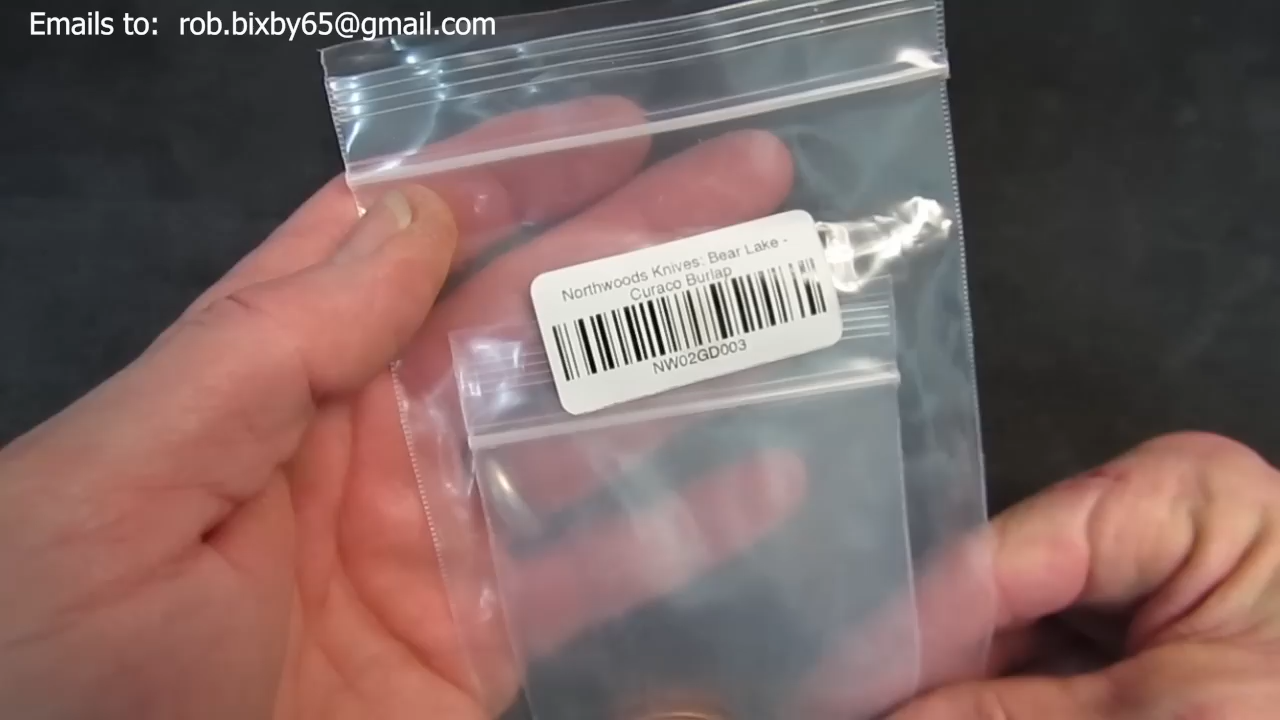 Emails to:  rob.bixby65@gmail.com
Northwoods Knives: Bear Lake -
Curaco Burlap
NW02GD003